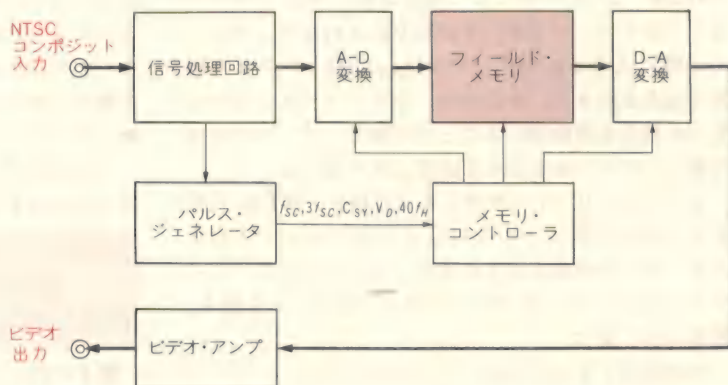 NTSC
コンポジット
入力
信号処理回路
A-D
変換
フィールド・
メモリ
D-A
変換
パルス・
ジェネレータ
fSC,3fSC,CSY,VD,40fH
メモリ・
コントローラ
ビデオ
出力
ビデオ・アンプ